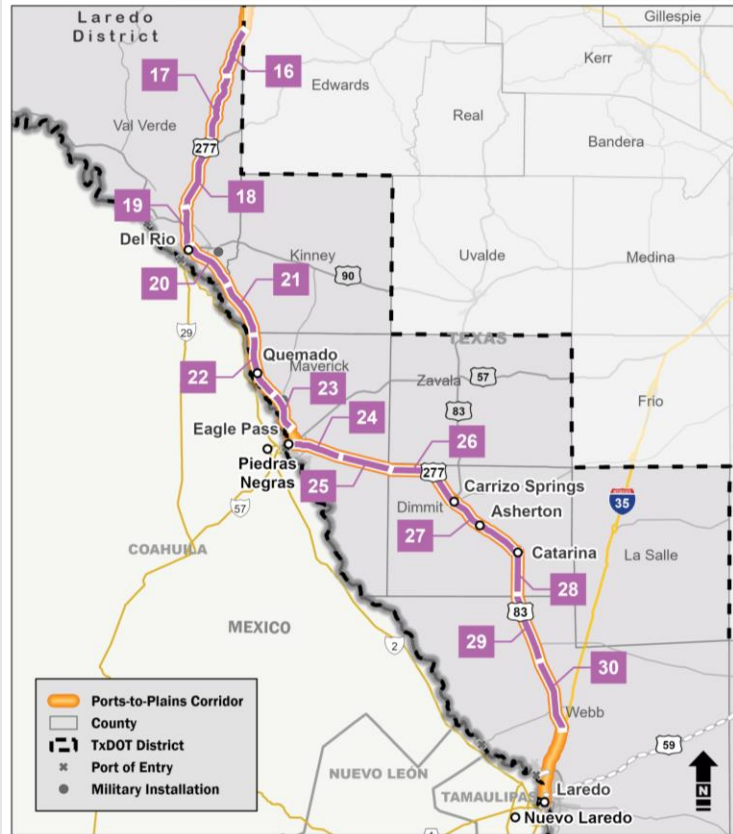 Laredo
District
Gillespie
17
16
Kerr
Edwards
Real
Val Verde
Bandera
277
18
19
Del Rio
Kinney
Uvalde
Medina
20
21
90
29
TEXAS
Quemado
22
Maverick
Zavala
57
23
Frio
83
24
Eagle Pass
26
Piedras
Negras
277
25
Carrizo Springs
35
57
Dimmit
Asherton
27
COAHUILA
Catarina
La Salle
28
83
MEXICO
29
2
30
Webb
Ports-to-Plains Corridor
County
TxDOT District
Port of Entry
Military Installation
59
NUEVO LEÓN
N
TAMAULIPAS
Laredo
Nuevo Laredo